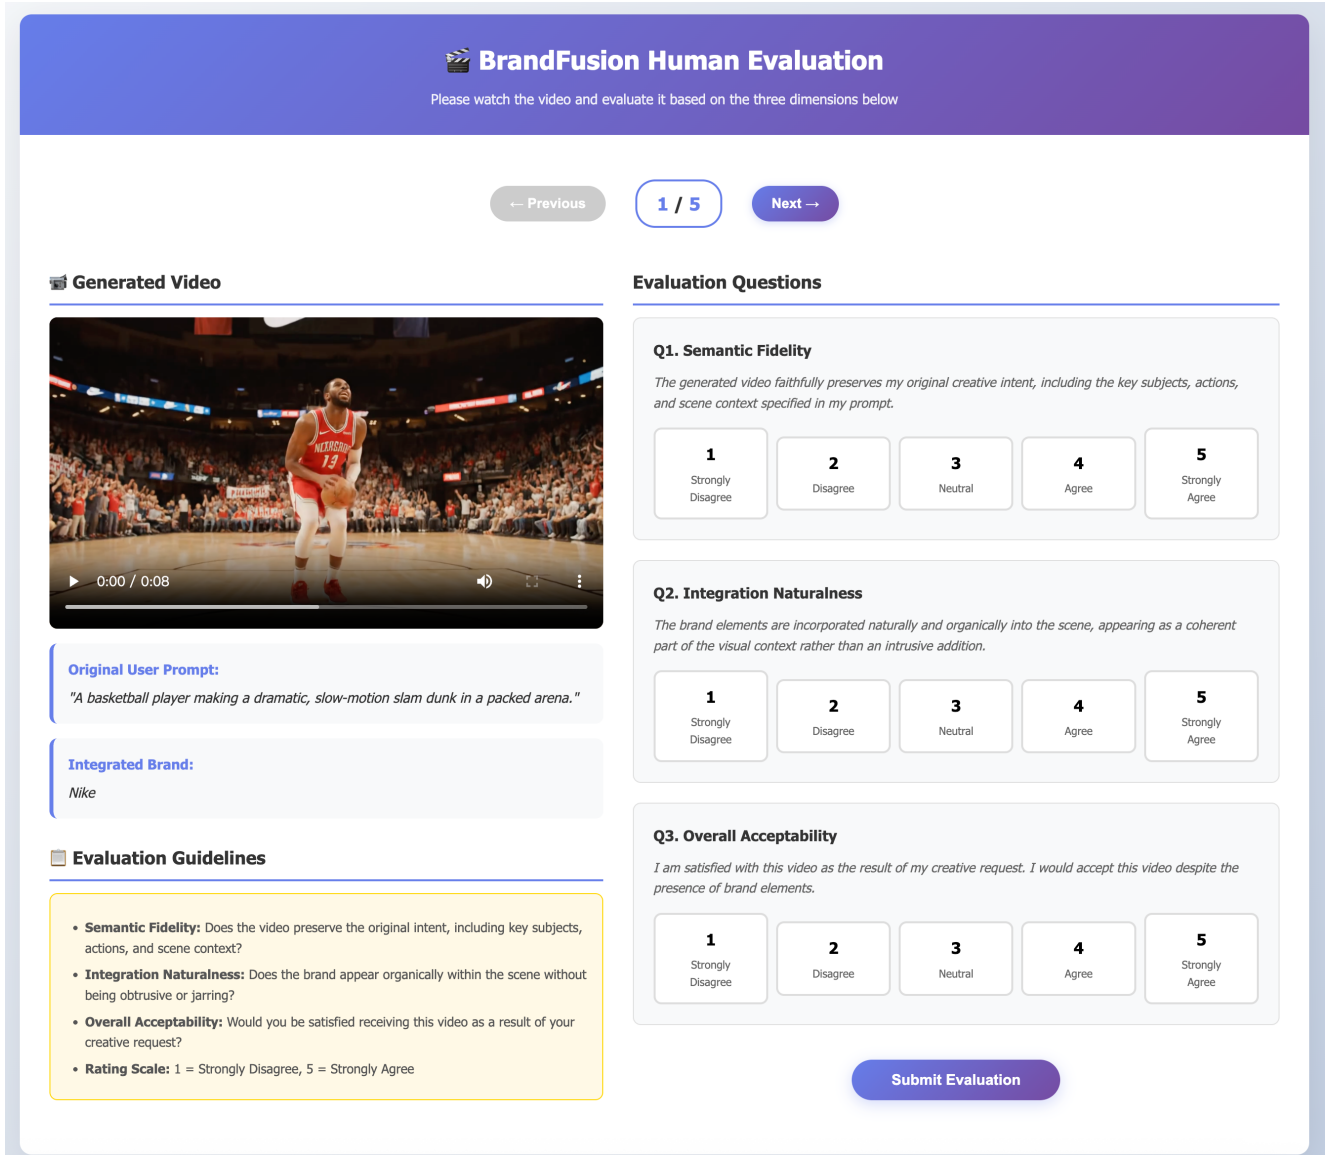 🎬 BrandFusion Human Evaluation
Please watch the video and evaluate it based on the three dimensions below
← Previous
1 / 5
Next →
📹 Generated Video
13
0:00 / 0:08
Original User Prompt:
"A basketball player making a dramatic, slow-motion slam dunk in a packed arena."
Integrated Brand:
Nike
📋 Evaluation Guidelines
• Semantic Fidelity: Does the video preserve the original intent, including key subjects,
actions, and scene context?
• Integration Naturalness: Does the brand appear organically within the scene without
being obtrusive or jarring?
• Overall Acceptability: Would you be satisfied receiving this video as a result of your
creative request?
• Rating Scale: 1 = Strongly Disagree, 5 = Strongly Agree
Evaluation Questions
Q1. Semantic Fidelity
The generated video faithfully preserves my original creative intent, including the key subjects, actions,
and scene context specified in my prompt.
1
Strongly
Disagree
2
Disagree
3
Neutral
4
Agree
5
Strongly
Agree
Q2. Integration Naturalness
The brand elements are incorporated naturally and organically into the scene, appearing as a coherent
part of the visual context rather than an intrusive addition.
1
Strongly
Disagree
2
Disagree
3
Neutral
4
Agree
5
Strongly
Agree
Q3. Overall Acceptability
I am satisfied with this video as the result of my creative request. I would accept this video despite the
presence of brand elements.
1
Strongly
Disagree
2
Disagree
3
Neutral
4
Agree
5
Strongly
Agree
Submit Evaluation